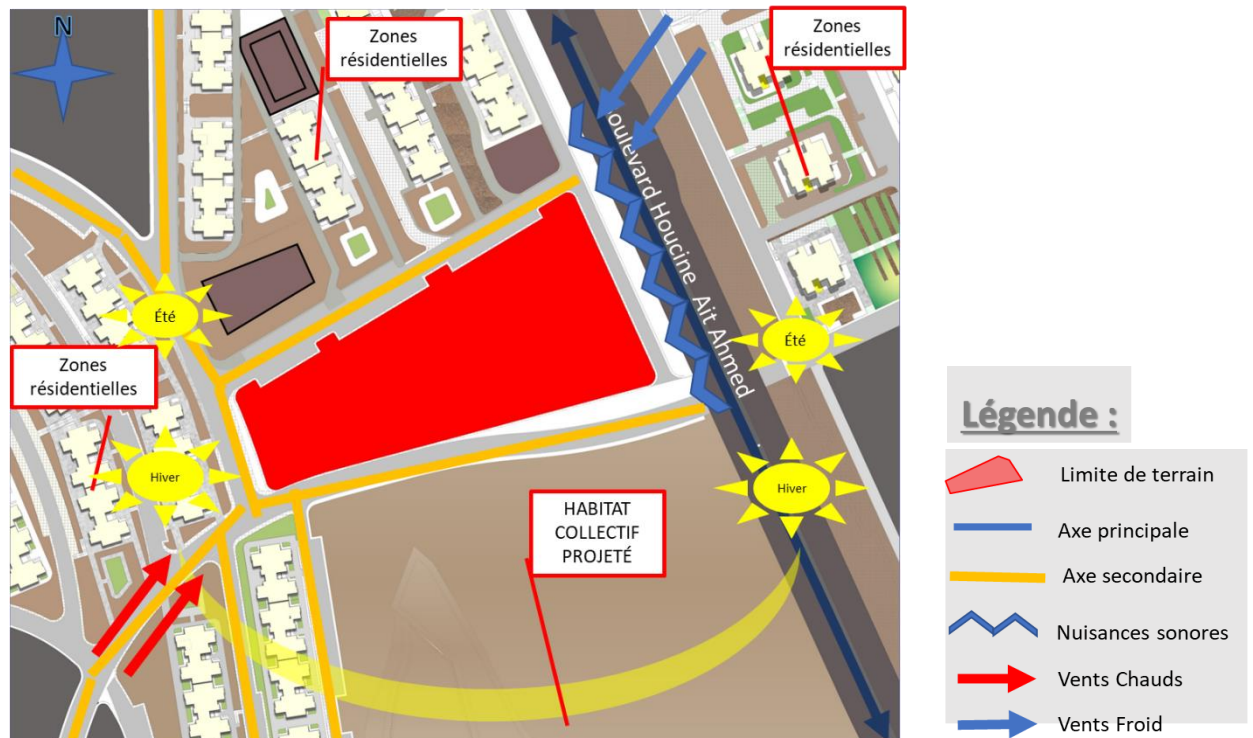 N
Zones
résidentielles
Zones
résidentielles
Boulevard Houcine Ait Ahmed
Été
Été
Zones
résidentielles
Hiver
Hiver
HABITAT
COLLECTIF
PROJETÉ
Légende :
Limite de terrain
Axe principale
Axe secondaire
Nuisances sonores
Vents Chauds
Vents Froid